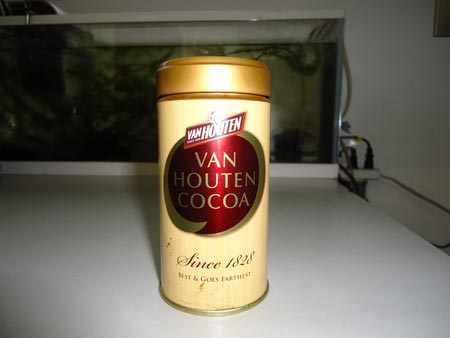 VAN HOUTEN
VAN
HOUTEN
COCOA
Since 1828
BEST & GOES FARTHEST